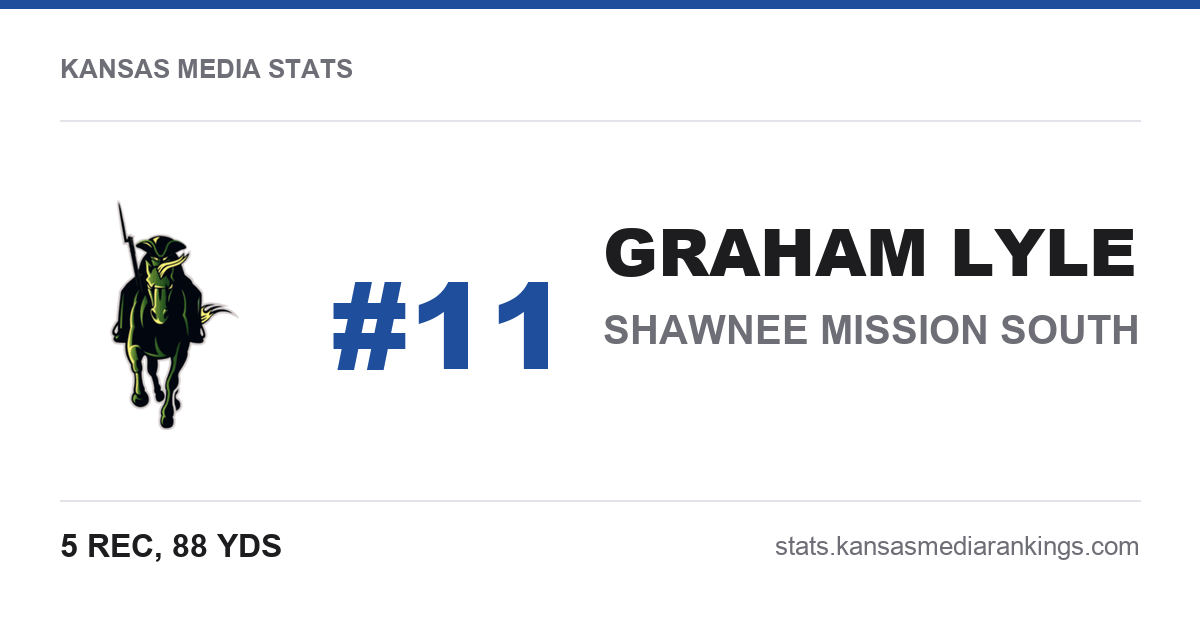 KANSAS MEDIA STATS
#11
GRAHAM LYLE
SHAWNEE MISSION SOUTH
5 REC, 88 YDS
stats.kansasmediarankings.com